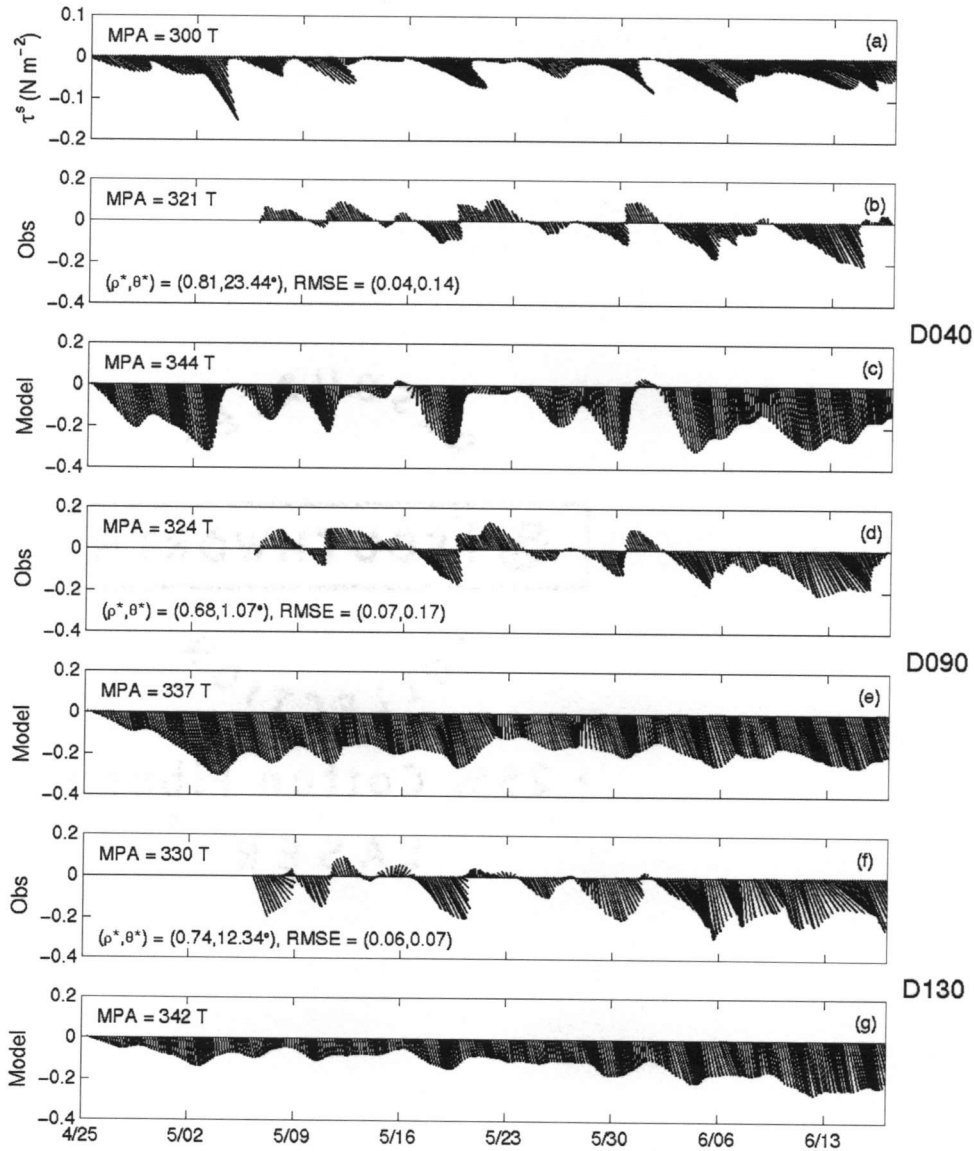 0.1
0
−0.1
−0.2
τˢ (N m⁻²)
MPA = 300 T
(a)
0.2
0
−0.2
−0.4
Obs
MPA = 321 T
(b)
(ρ*,θ*) = (0.81,23.44°), RMSE = (0.04,0.14)
D040
0.2
0
−0.2
−0.4
Model
MPA = 344 T
(c)
0.2
0
−0.2
−0.4
Obs
MPA = 324 T
(d)
(ρ*,θ*) = (0.68,1.07°), RMSE = (0.07,0.17)
D090
0.2
0
−0.2
−0.4
Model
MPA = 337 T
(e)
0.2
0
−0.2
−0.4
Obs
MPA = 330 T
(f)
(ρ*,θ*) = (0.74,12.34°), RMSE = (0.06,0.07)
D130
0.2
0
−0.2
−0.4
Model
MPA = 342 T
(g)
4/25 5/02 5/09 5/16 5/23 5/30 6/06 6/13